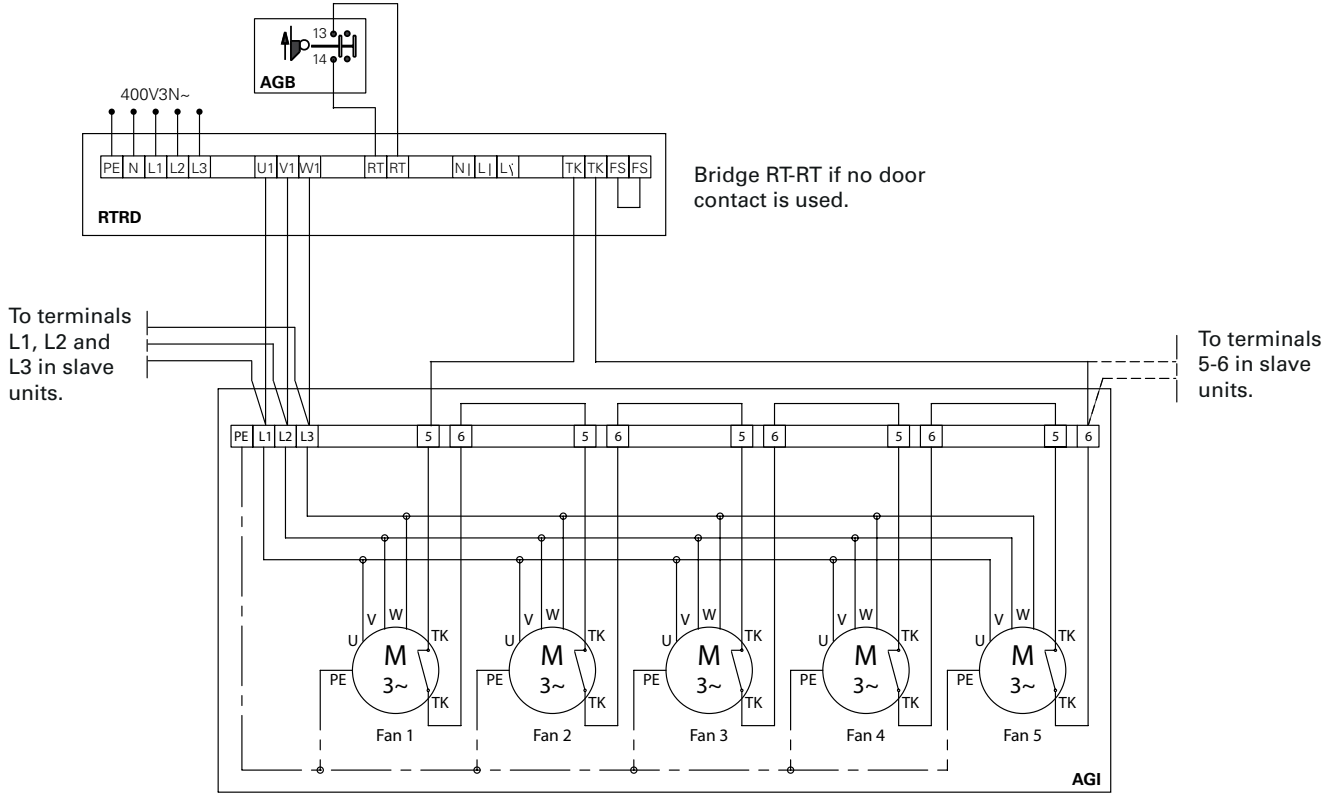 13
14
AGB
400V3N~
PE N L1 L2 L3 U1 V1 W1 RT RT N L L TK TK FS FS
RTRD
Bridge RT-RT if no door
contact is used.
To terminals
L1, L2 and
L3 in slave
units.
To terminals
5-6 in slave
units.
PE L1 L2 L3 5 6 5 6 5 6 5 6 5 6
U V W TK
M
3~
PE
TK
Fan 1
U V W TK
M
3~
PE
TK
Fan 2
U V W TK
M
3~
PE
TK
Fan 3
U V W TK
M
3~
PE
TK
Fan 4
U V W TK
M
3~
PE
TK
Fan 5
AGI